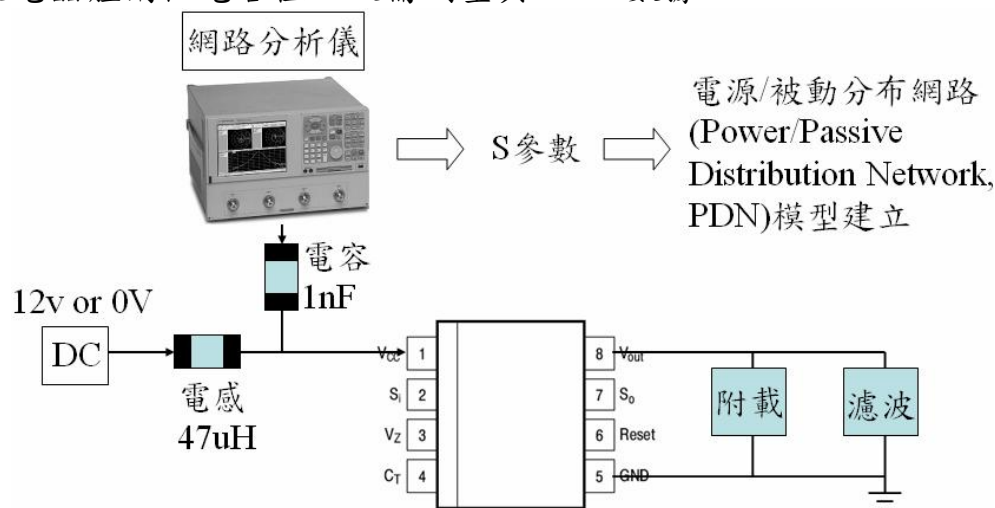 網路分析儀
S參數
電源/被動分布網路
(Power/Passive
Distribution Network,
PDN)模型建立
電容
1nF
12v or 0V
DC
電感
47uH
Vcc 1
Si 2
VZ 3
CT 4
8 Vout
7 So
6 Reset
5 GND
附載
濾波